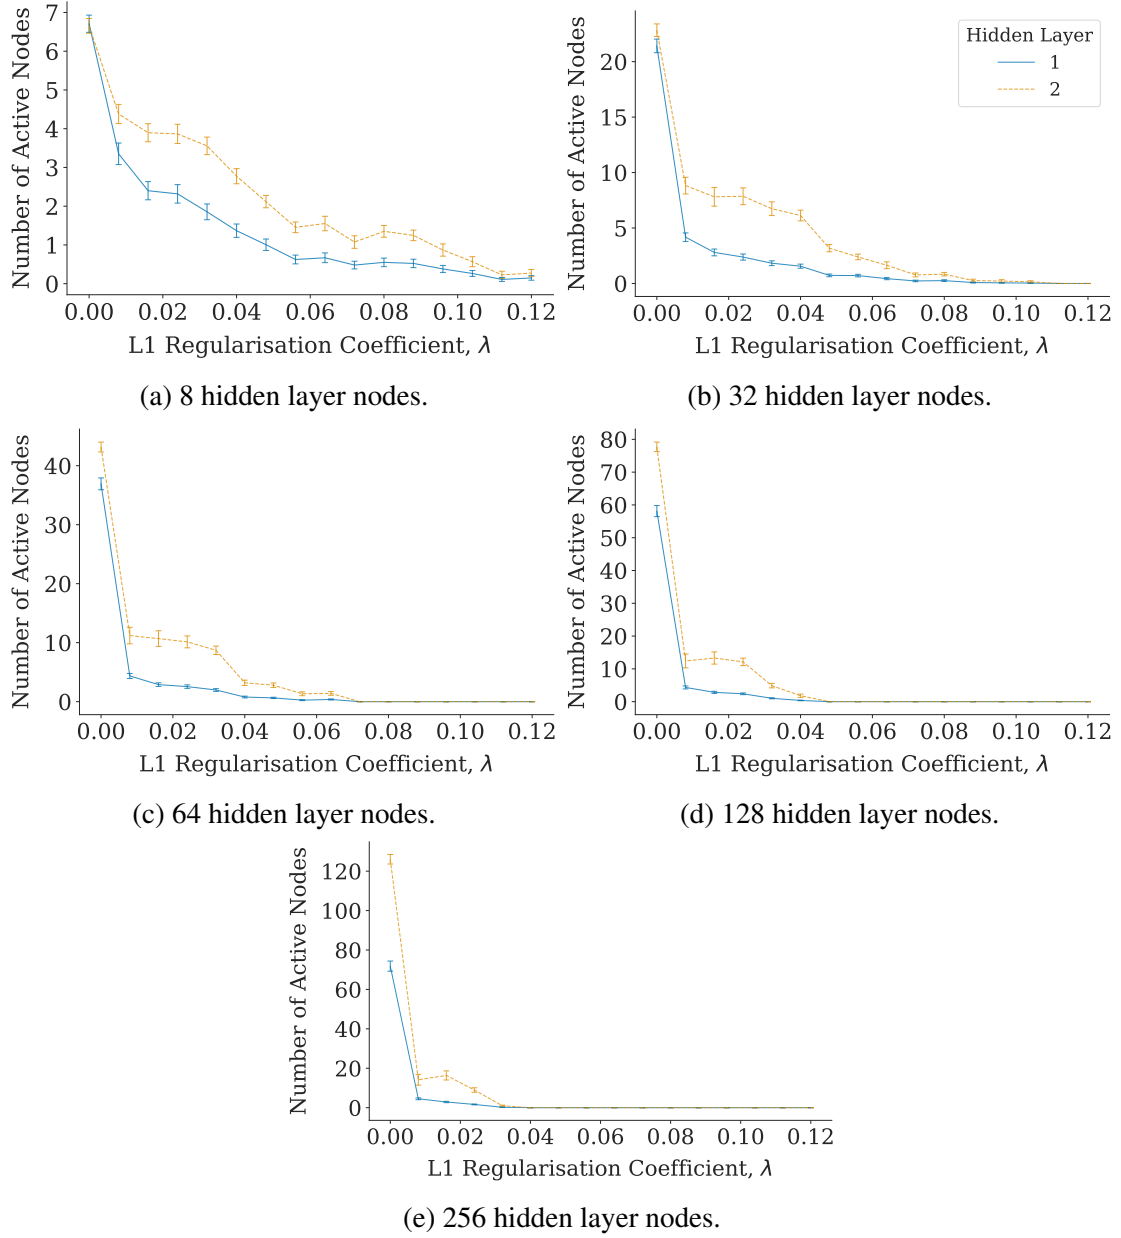 Number of Active Nodes
7
6
5
4
3
2
1
0
0.00 0.02 0.04 0.06 0.08 0.10 0.12
L1 Regularisation Coefficient, λ
(a) 8 hidden layer nodes.
Number of Active Nodes
20
15
10
5
0
Hidden Layer
1
2
0.00 0.02 0.04 0.06 0.08 0.10 0.12
L1 Regularisation Coefficient, λ
(b) 32 hidden layer nodes.
Number of Active Nodes
40
30
20
10
0
0.00 0.02 0.04 0.06 0.08 0.10 0.12
L1 Regularisation Coefficient, λ
(c) 64 hidden layer nodes.
Number of Active Nodes
80
70
60
50
40
30
20
10
0
0.00 0.02 0.04 0.06 0.08 0.10 0.12
L1 Regularisation Coefficient, λ
(d) 128 hidden layer nodes.
Number of Active Nodes
120
100
80
60
40
20
0
0.00 0.02 0.04 0.06 0.08 0.10 0.12
L1 Regularisation Coefficient, λ
(e) 256 hidden layer nodes.